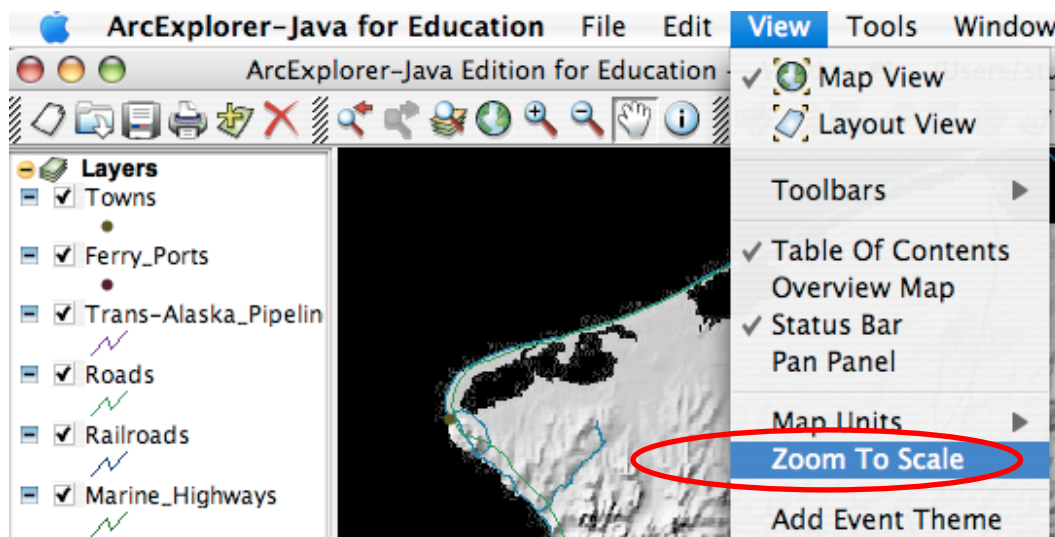 ArcExplorer-Java for Education File Edit View Tools Window
ArcExplorer-Java Edition for Education -
Map View
Layout View
Toolbars
Table Of Contents
Overview Map
Status Bar
Pan Panel
Map Units
Zoom To Scale
Add Event Theme
Layers
Towns
Ferry_Ports
Trans-Alaska_Pipelin
Roads
Railroads
Marine_Highways